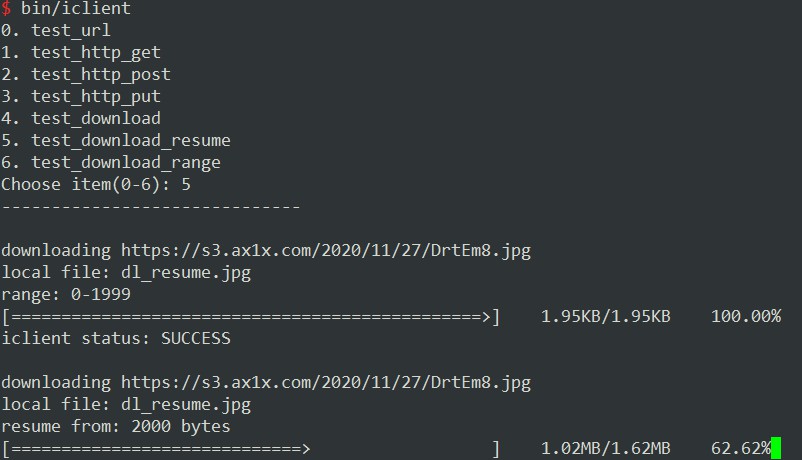 $ bin/iclient
0. test_url
1. test_http_get
2. test_http_post
3. test_http_put
4. test_download
5. test_download_resume
6. test_download_range
Choose item(0-6): 5
------------------------------
downloading https://s3.ax1x.com/2020/11/27/DrtEm8.jpg
local file: dl_resume.jpg
range: 0-1999
[===============================================>]    1.95KB/1.95KB    100.00%
iclient status: SUCCESS
downloading https://s3.ax1x.com/2020/11/27/DrtEm8.jpg
local file: dl_resume.jpg
resume from: 2000 bytes
[=============================>                  ]    1.02MB/1.62MB    62.62%